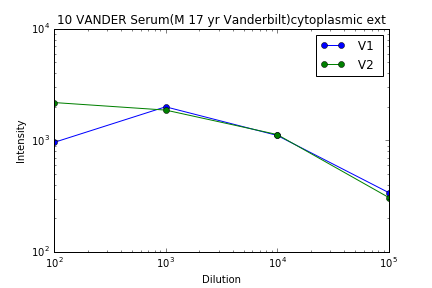 10 VANDER Serum(M 17 yr Vanderbilt)cytoplasmic ext
10^4
V1
V2
Intensity
10^3
10^2
10^2 10^3 10^4 10^5
Dilution